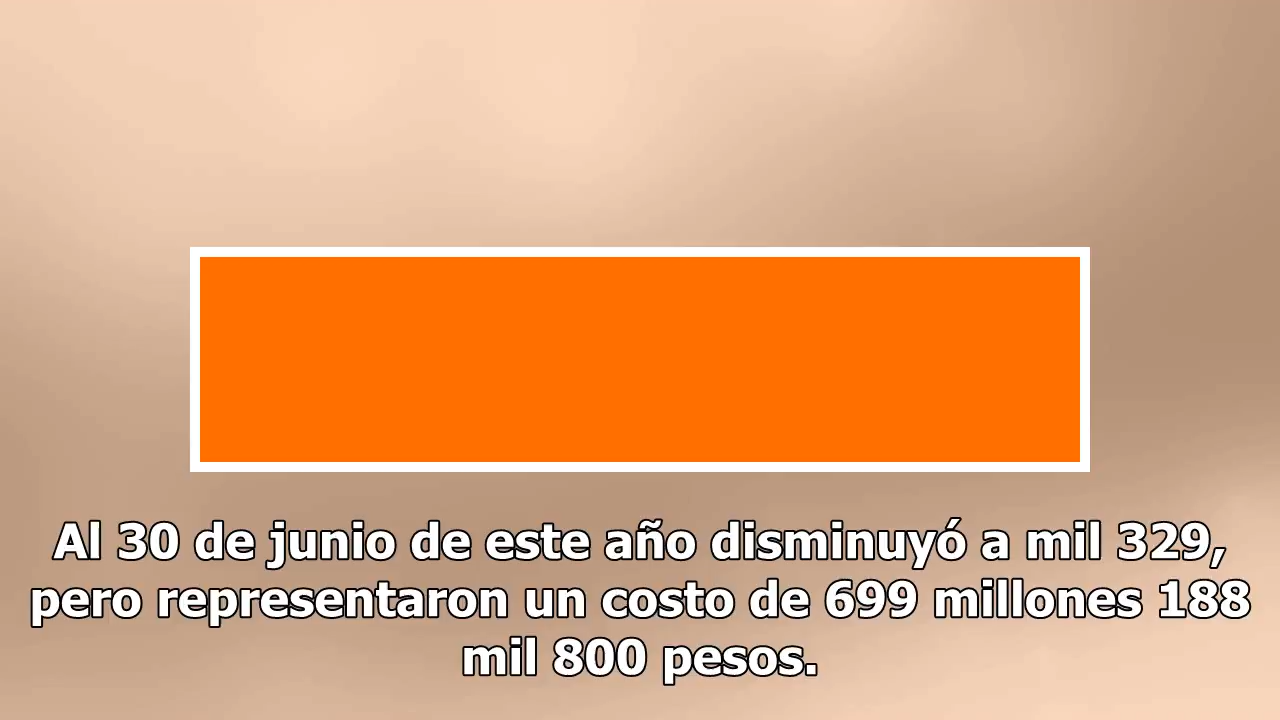 Al 30 de junio de este año disminuyó a mil 329,
pero representaron un costo de 699 millones 188
mil 800 pesos.